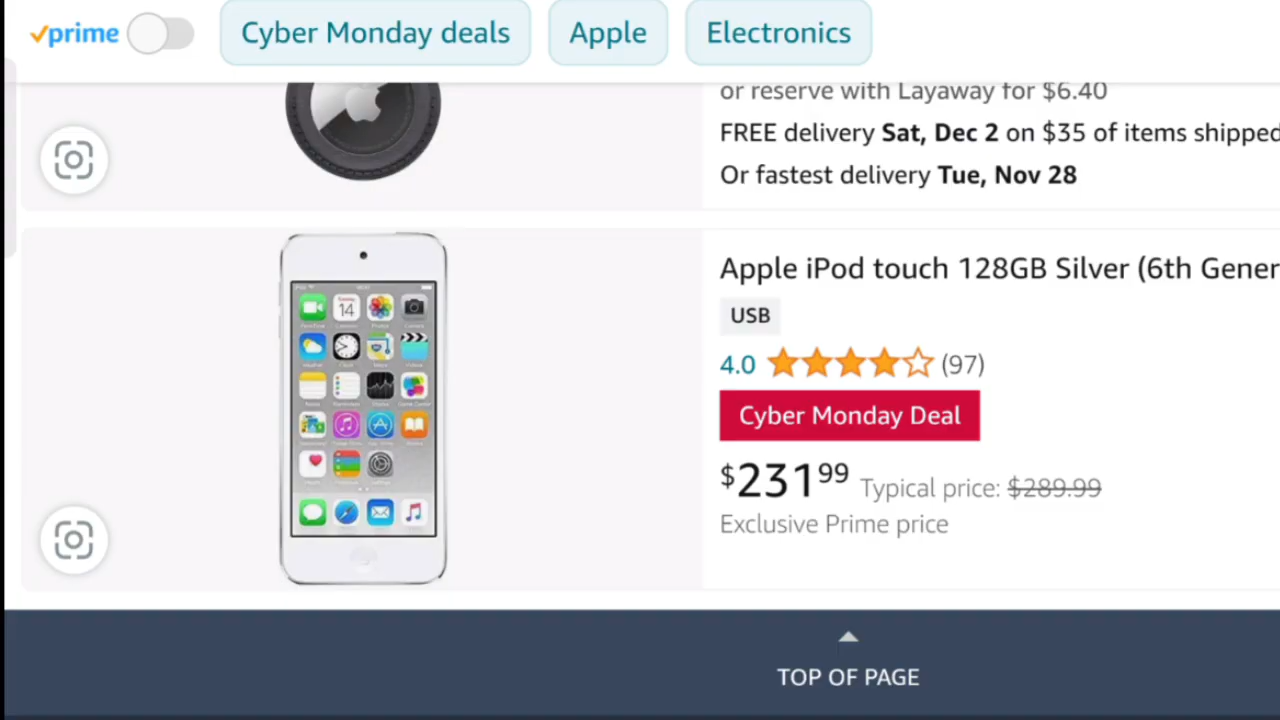 prime
Cyber Monday deals
Apple
Electronics
or reserve with Layaway for $6.40
FREE delivery Sat, Dec 2 on $35 of items shipped
Or fastest delivery Tue, Nov 28
Apple iPod touch 128GB Silver (6th Gener
USB
4.0 (97)
Cyber Monday Deal
$231.99 Typical price: $289.99
Exclusive Prime price
14
TOP OF PAGE